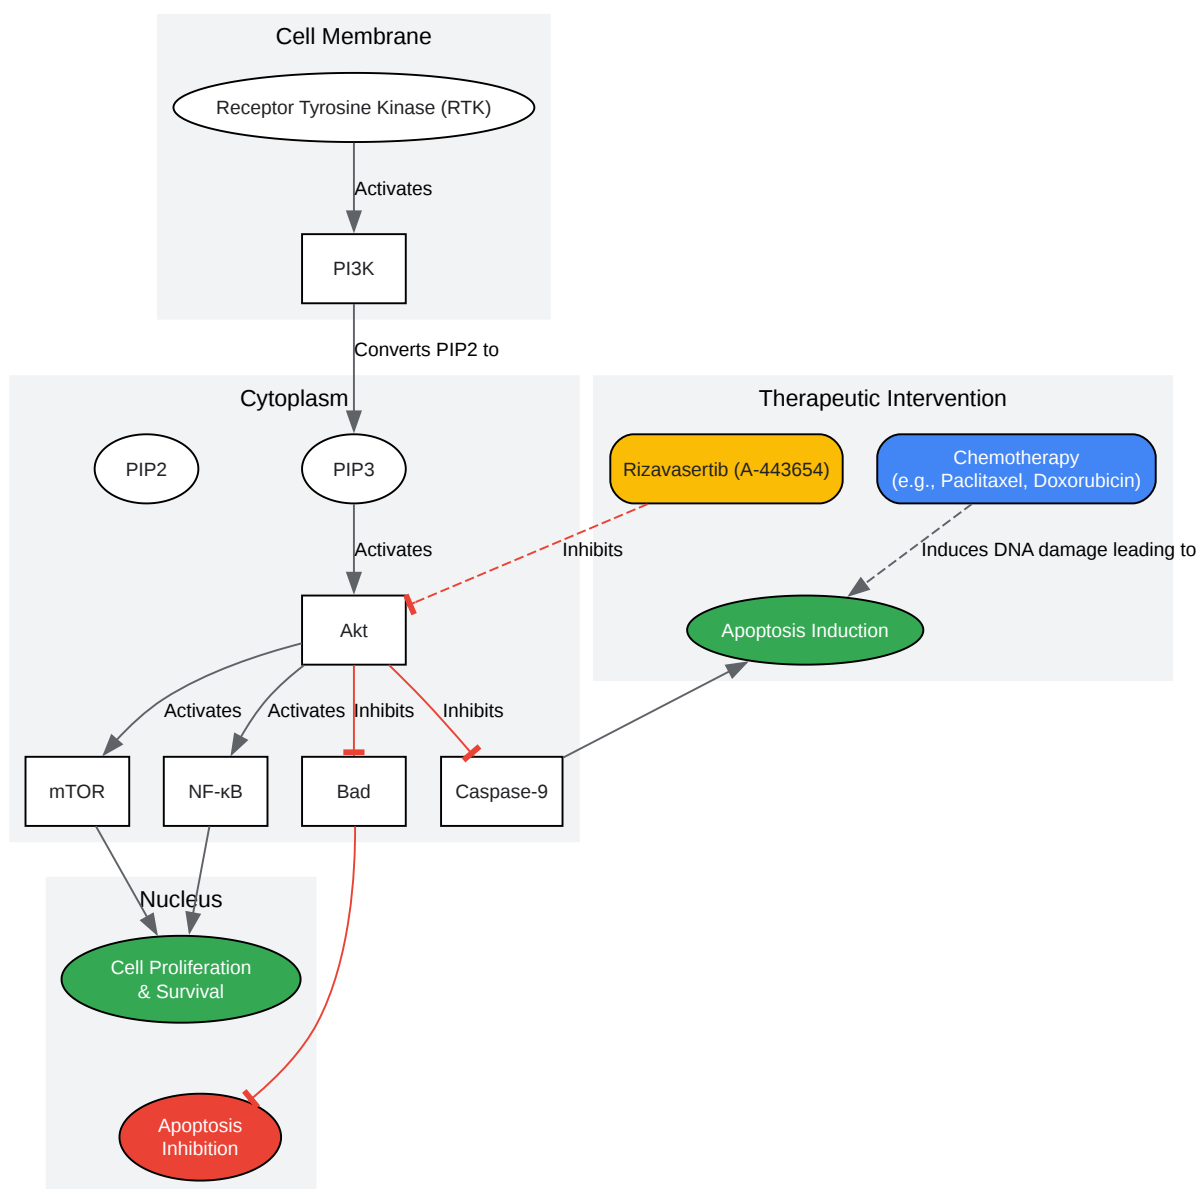 Cell Membrane
Receptor Tyrosine Kinase (RTK)
Activates
PI3K
Converts PIP2 to
Cytoplasm
Therapeutic Intervention
PIP2
PIP3
Rizavasertib (A-443654)
Chemotherapy
(e.g., Paclitaxel, Doxorubicin)
Activates
Inhibits
Induces DNA damage leading to
Akt
Apoptosis Induction
Activates
Activates
Inhibits
Inhibits
mTOR
NF-κB
Bad
Caspase-9
Nucleus
Cell Proliferation
& Survival
Apoptosis
Inhibition